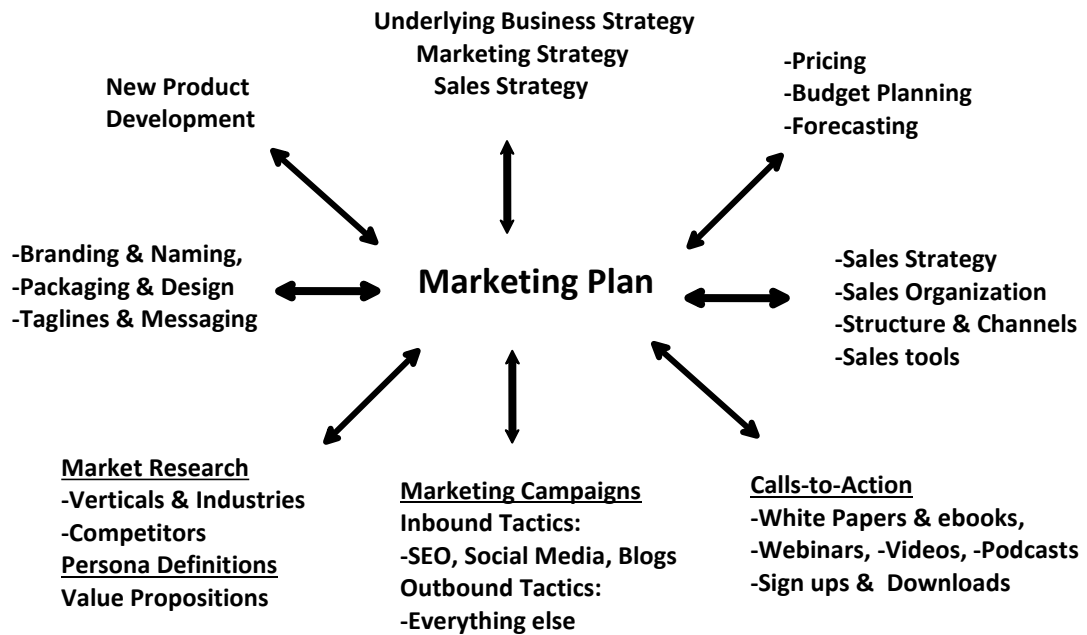 Underlying Business Strategy
Marketing Strategy
Sales Strategy
New Product
Development
-Pricing
-Budget Planning
-Forecasting
-Branding & Naming,
-Packaging & Design
-Taglines & Messaging
Marketing Plan
-Sales Strategy
-Sales Organization
-Structure & Channels
-Sales tools
Market Research
-Verticals & Industries
-Competitors
Persona Definitions
Value Propositions
Marketing Campaigns
Inbound Tactics:
-SEO, Social Media, Blogs
Outbound Tactics:
-Everything else
Calls-to-Action
-White Papers & ebooks,
-Webinars, -Videos, -Podcasts
-Sign ups &  Downloads